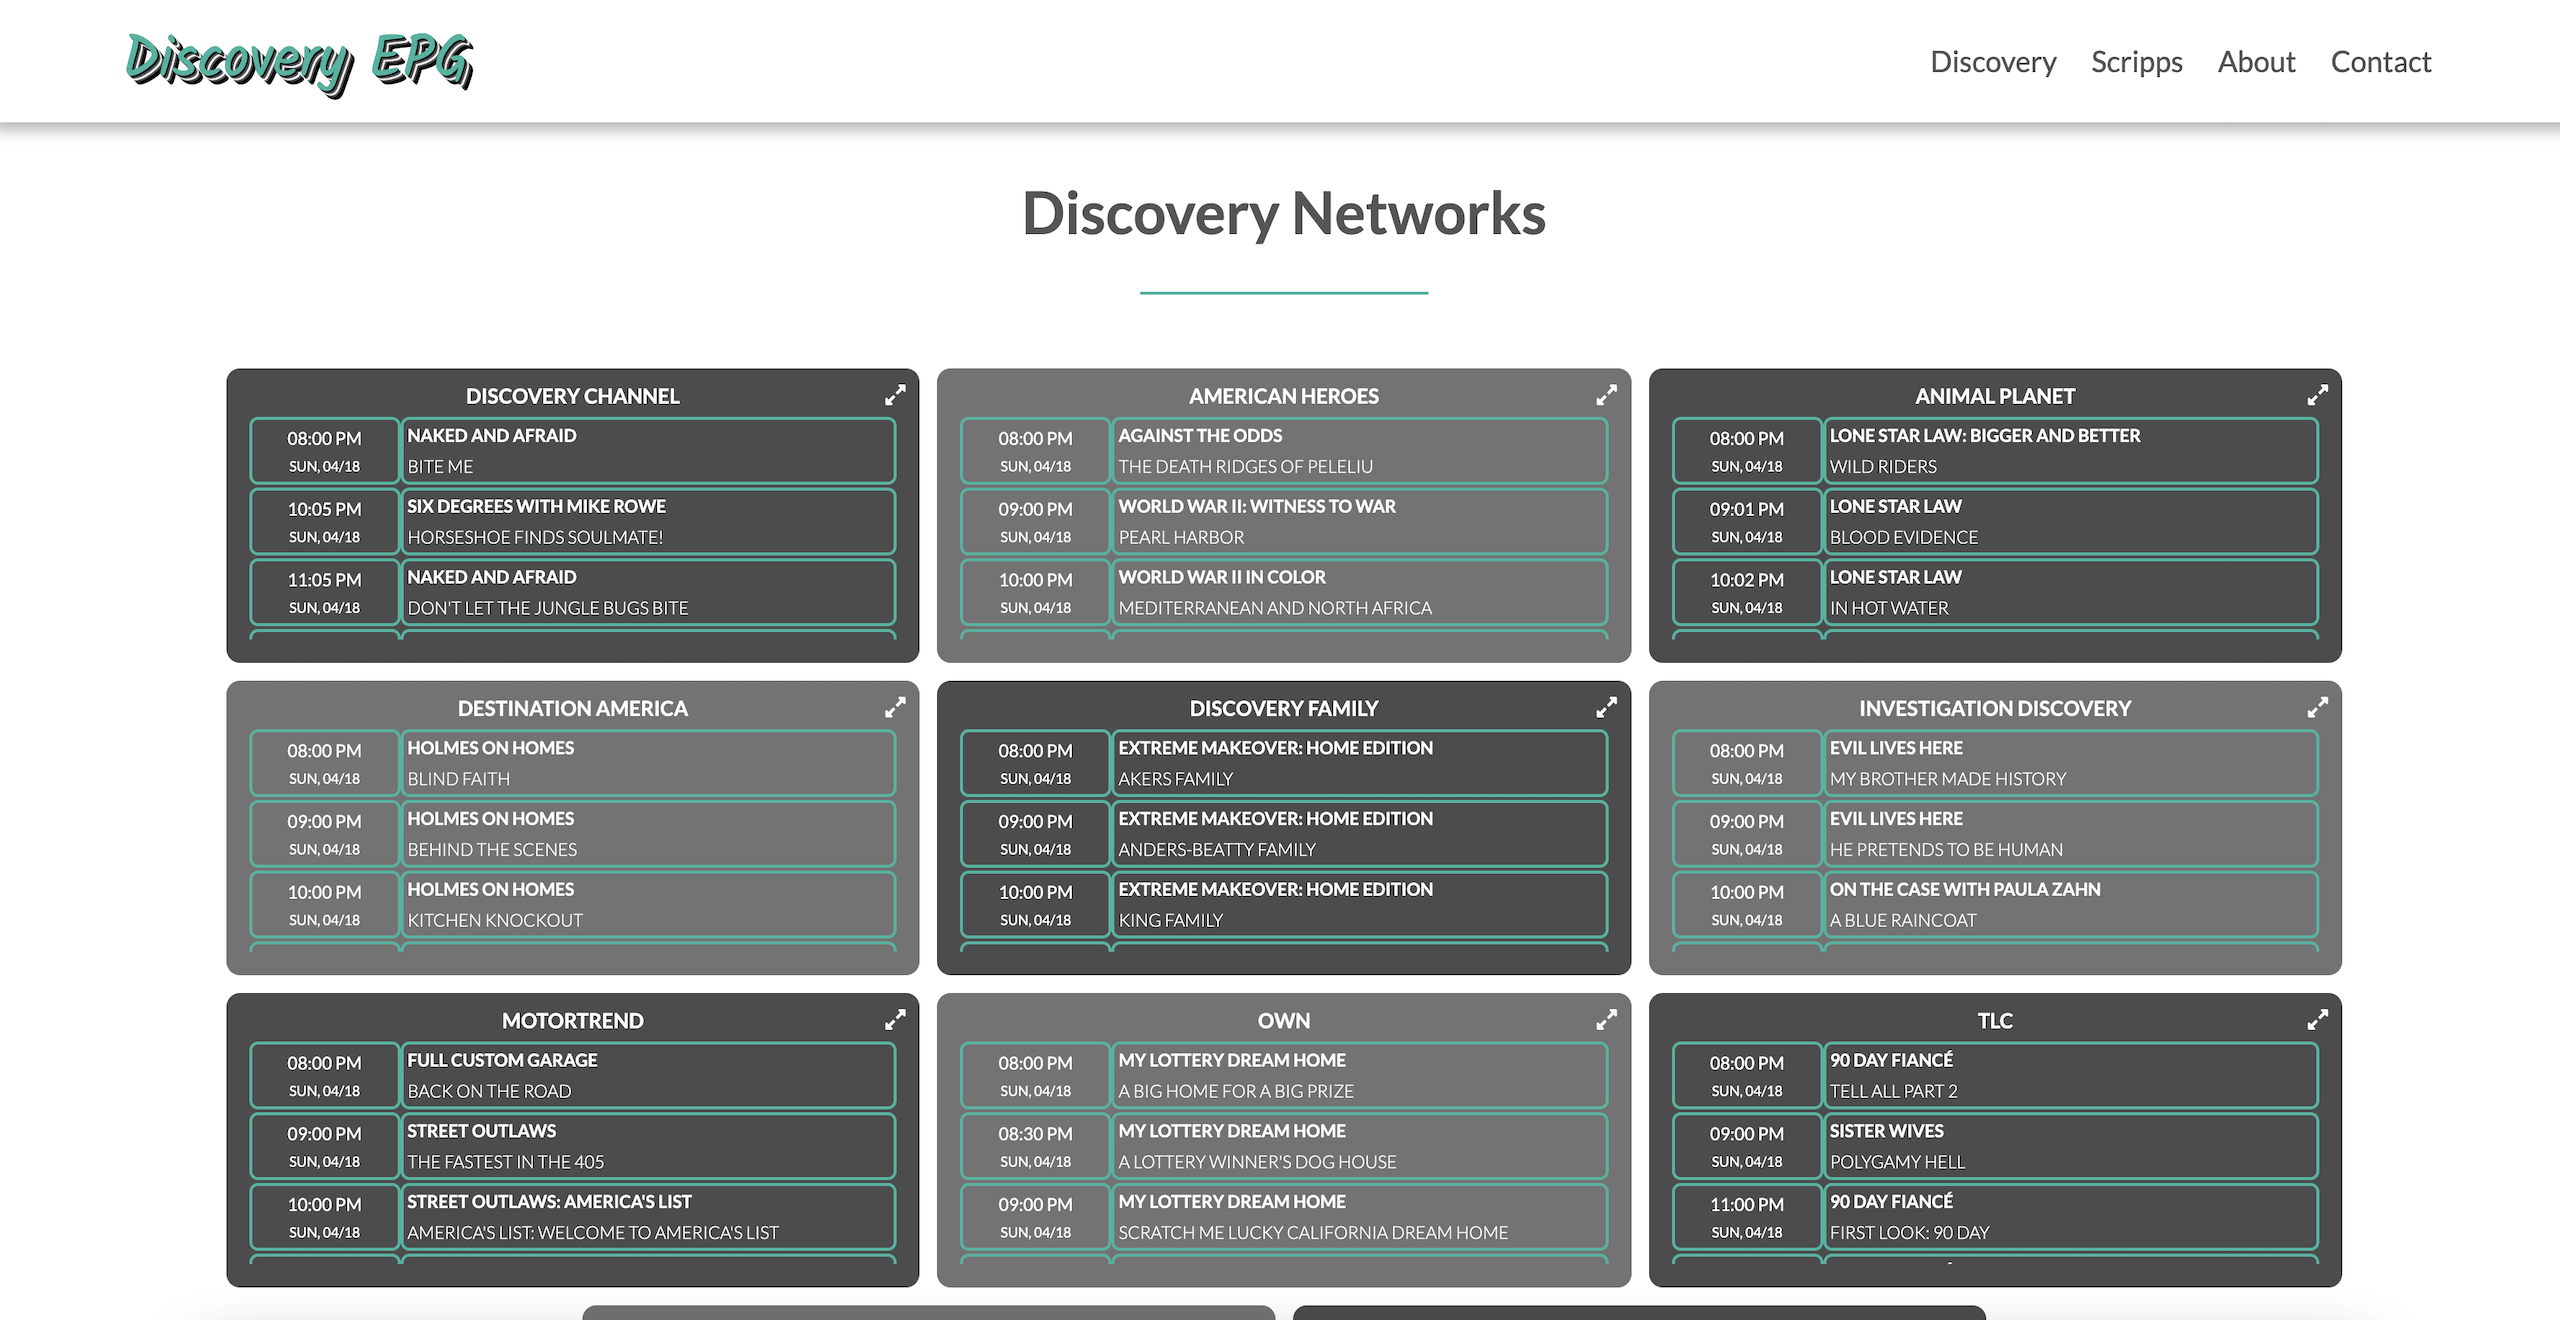 Discovery EPG
Discovery Scripps About Contact
Discovery Networks
DISCOVERY CHANNEL
08:00 PM NAKED AND AFRAID
SUN, 04/18 BITE ME
10:05 PM SIX DEGREES WITH MIKE ROWE
SUN, 04/18 HORSESHOE FINDS SOULMATE!
11:05 PM NAKED AND AFRAID
SUN, 04/18 DON'T LET THE JUNGLE BUGS BITE
AMERICAN HEROES
08:00 PM AGAINST THE ODDS
SUN, 04/18 THE DEATH RIDGES OF PELELIU
09:00 PM WORLD WAR II: WITNESS TO WAR
SUN, 04/18 PEARL HARBOR
10:00 PM WORLD WAR II IN COLOR
SUN, 04/18 MEDITERRANEAN AND NORTH AFRICA
ANIMAL PLANET
08:00 PM LONE STAR LAW: BIGGER AND BETTER
SUN, 04/18 WILD RIDERS
09:01 PM LONE STAR LAW
SUN, 04/18 BLOOD EVIDENCE
10:02 PM LONE STAR LAW
SUN, 04/18 IN HOT WATER
DESTINATION AMERICA
08:00 PM HOLMES ON HOMES
SUN, 04/18 BLIND FAITH
09:00 PM HOLMES ON HOMES
SUN, 04/18 BEHIND THE SCENES
10:00 PM HOLMES ON HOMES
SUN, 04/18 KITCHEN KNOCKOUT
DISCOVERY FAMILY
08:00 PM EXTREME MAKEOVER: HOME EDITION
SUN, 04/18 AKERS FAMILY
09:00 PM EXTREME MAKEOVER: HOME EDITION
SUN, 04/18 ANDERS-BEATTY FAMILY
10:00 PM EXTREME MAKEOVER: HOME EDITION
SUN, 04/18 KING FAMILY
INVESTIGATION DISCOVERY
08:00 PM EVIL LIVES HERE
SUN, 04/18 MY BROTHER MADE HISTORY
09:00 PM EVIL LIVES HERE
SUN, 04/18 HE PRETENDS TO BE HUMAN
10:00 PM ON THE CASE WITH PAULA ZAHN
SUN, 04/18 A BLUE RAINCOAT
MOTORTREND
08:00 PM FULL CUSTOM GARAGE
SUN, 04/18 BACK ON THE ROAD
09:00 PM STREET OUTLAWS
SUN, 04/18 THE FASTEST IN THE 405
10:00 PM STREET OUTLAWS: AMERICA'S LIST
SUN, 04/18 AMERICA'S LIST: WELCOME TO AMERICA'S LIST
OWN
08:00 PM MY LOTTERY DREAM HOME
SUN, 04/18 A BIG HOME FOR A BIG PRIZE
08:30 PM MY LOTTERY DREAM HOME
SUN, 04/18 A LOTTERY WINNER'S DOG HOUSE
09:00 PM MY LOTTERY DREAM HOME
SUN, 04/18 SCRATCH ME LUCKY CALIFORNIA DREAM HOME
TLC
08:00 PM 90 DAY FIANCÉ
SUN, 04/18 TELL ALL PART 2
09:00 PM SISTER WIVES
SUN, 04/18 POLYGAMY HELL
11:00 PM 90 DAY FIANCÉ
SUN, 04/18 FIRST LOOK: 90 DAY